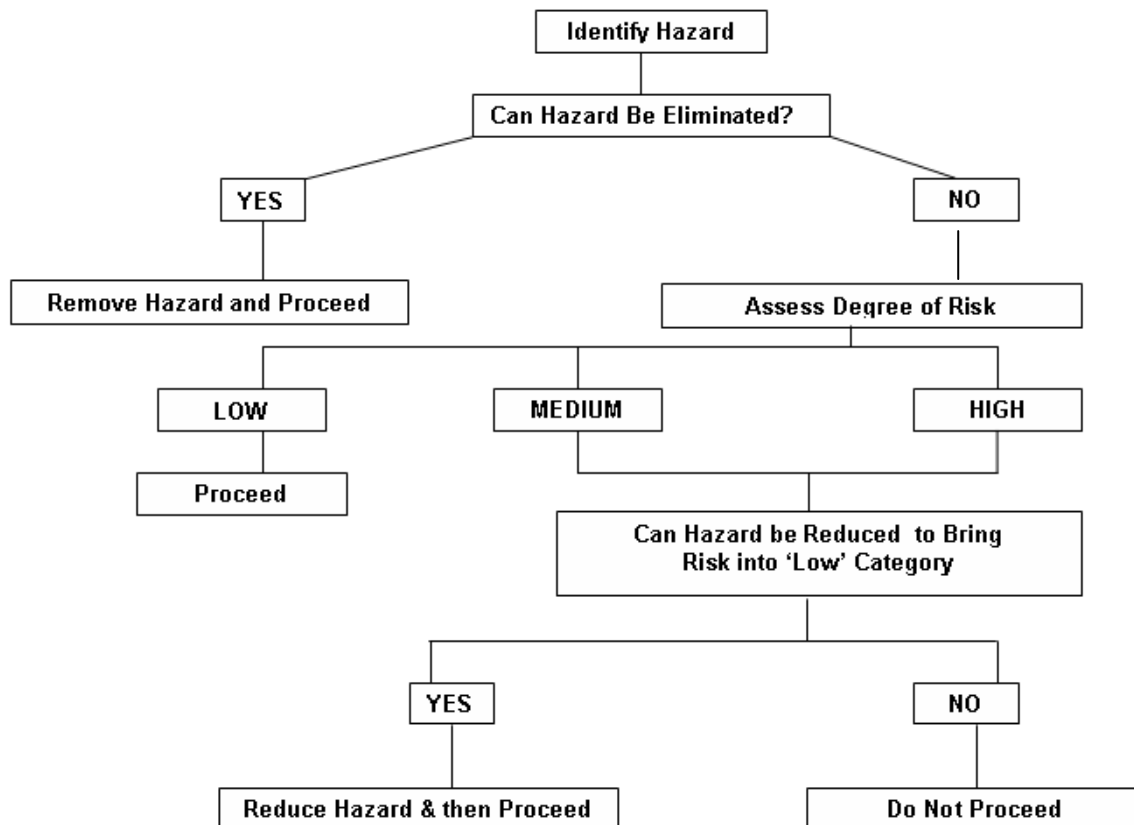 Identify Hazard
Can Hazard Be Eliminated?
YES
NO
Remove Hazard and Proceed
Assess Degree of Risk
LOW
MEDIUM
HIGH
Proceed
Can Hazard be Reduced to Bring
Risk into ‘Low’ Category
YES
NO
Reduce Hazard & then Proceed
Do Not Proceed